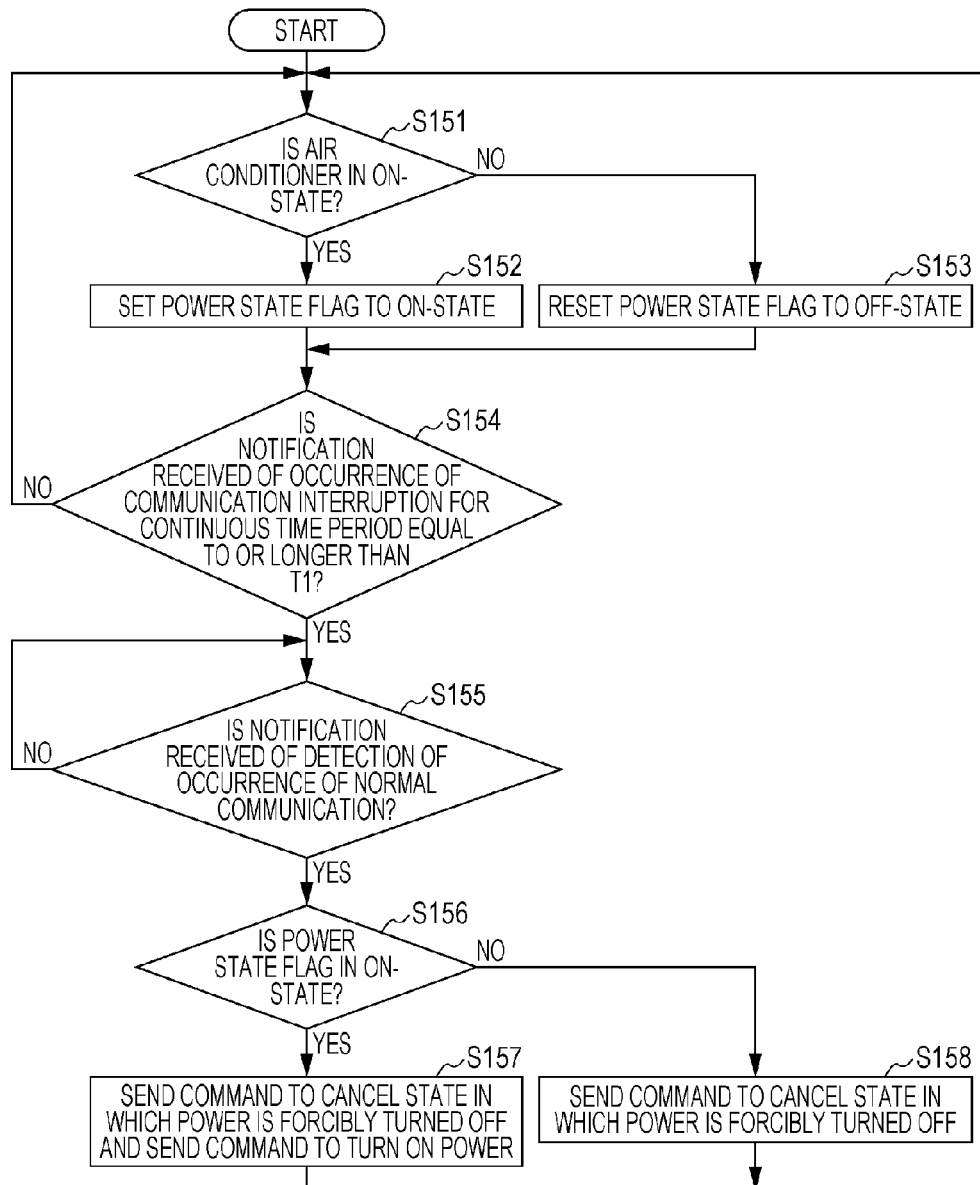 START
S151
IS AIR
CONDITIONER IN ON-
STATE?
NO
YES
S152
SET POWER STATE FLAG TO ON-STATE
S153
RESET POWER STATE FLAG TO OFF-STATE
S154
IS
NOTIFICATION
RECEIVED OF OCCURRENCE OF
COMMUNICATION INTERRUPTION FOR
CONTINUOUS TIME PERIOD EQUAL
TO OR LONGER THAN
T1?
NO
YES
S155
IS NOTIFICATION
RECEIVED OF DETECTION OF
OCCURRENCE OF NORMAL
COMMUNICATION?
NO
YES
S156
IS POWER
STATE FLAG IN ON-
STATE?
NO
YES
S157
SEND COMMAND TO CANCEL STATE IN
WHICH POWER IS FORCIBLY TURNED OFF
AND SEND COMMAND TO TURN ON POWER
S158
SEND COMMAND TO CANCEL STATE IN
WHICH POWER IS FORCIBLY TURNED OFF